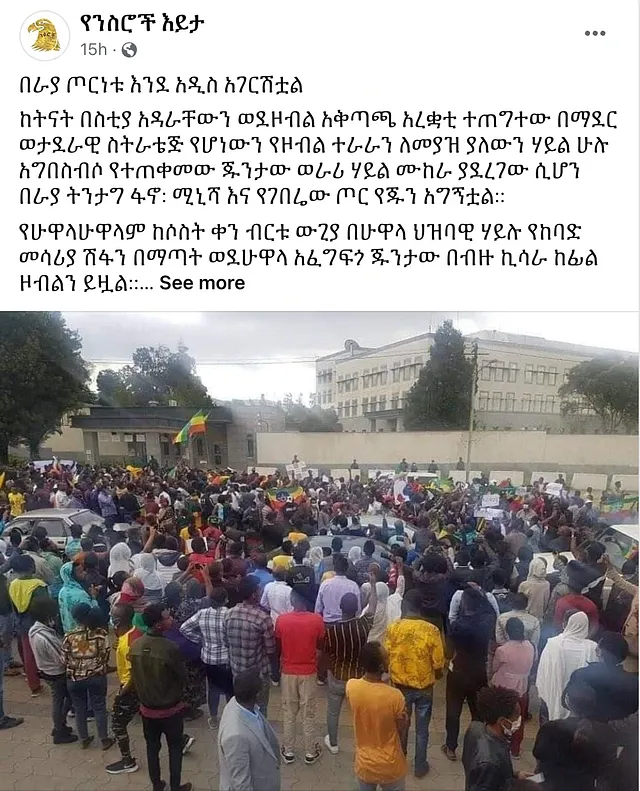 የንስሮች እይታ
15h ·
በራያ ጦርነቱ እንደ አዲስ አገርሽቷል
ከትናት በስቲያ አዳራቸውን ወደዞብል አቅጣጫ አረቋቲ ተጠግተው በማደር
ወታደራዊ ስትራቴጅ የሆነውን የዞብል ተራራን ለመያዝ ያለውን ሃይል ሁሉ
አግበስብሶ የተጠቀመው ጁንታው ወራሪ ሃይል ሙከራ ያደረገው ሲሆን
በራያ ትንታግ ፋኖ፡ ሚኒሻ እና የገበሬው ጦር የጁን አግኝቷል፡፡
የሁዋላሁዋላም ከሶስት ቀን ብርቱ ውጊያ በሁዋላ ህዝባዊ ሃይሉ የከባድ
መሳሪያ ሽፋን በማጣት ወደሁዋላ አፈግፍጎ ጁንታው በብዙ ኪሳራ ከፊል
ዞብልን ይዟል፡፡... See more